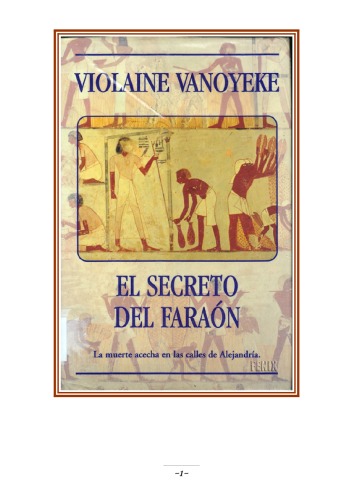 VIOLAINE VANOYEKE
EL SECRETO
DEL FARAÓN
La muerte acecha en las calles de Alejandría.
FENIX
~1~